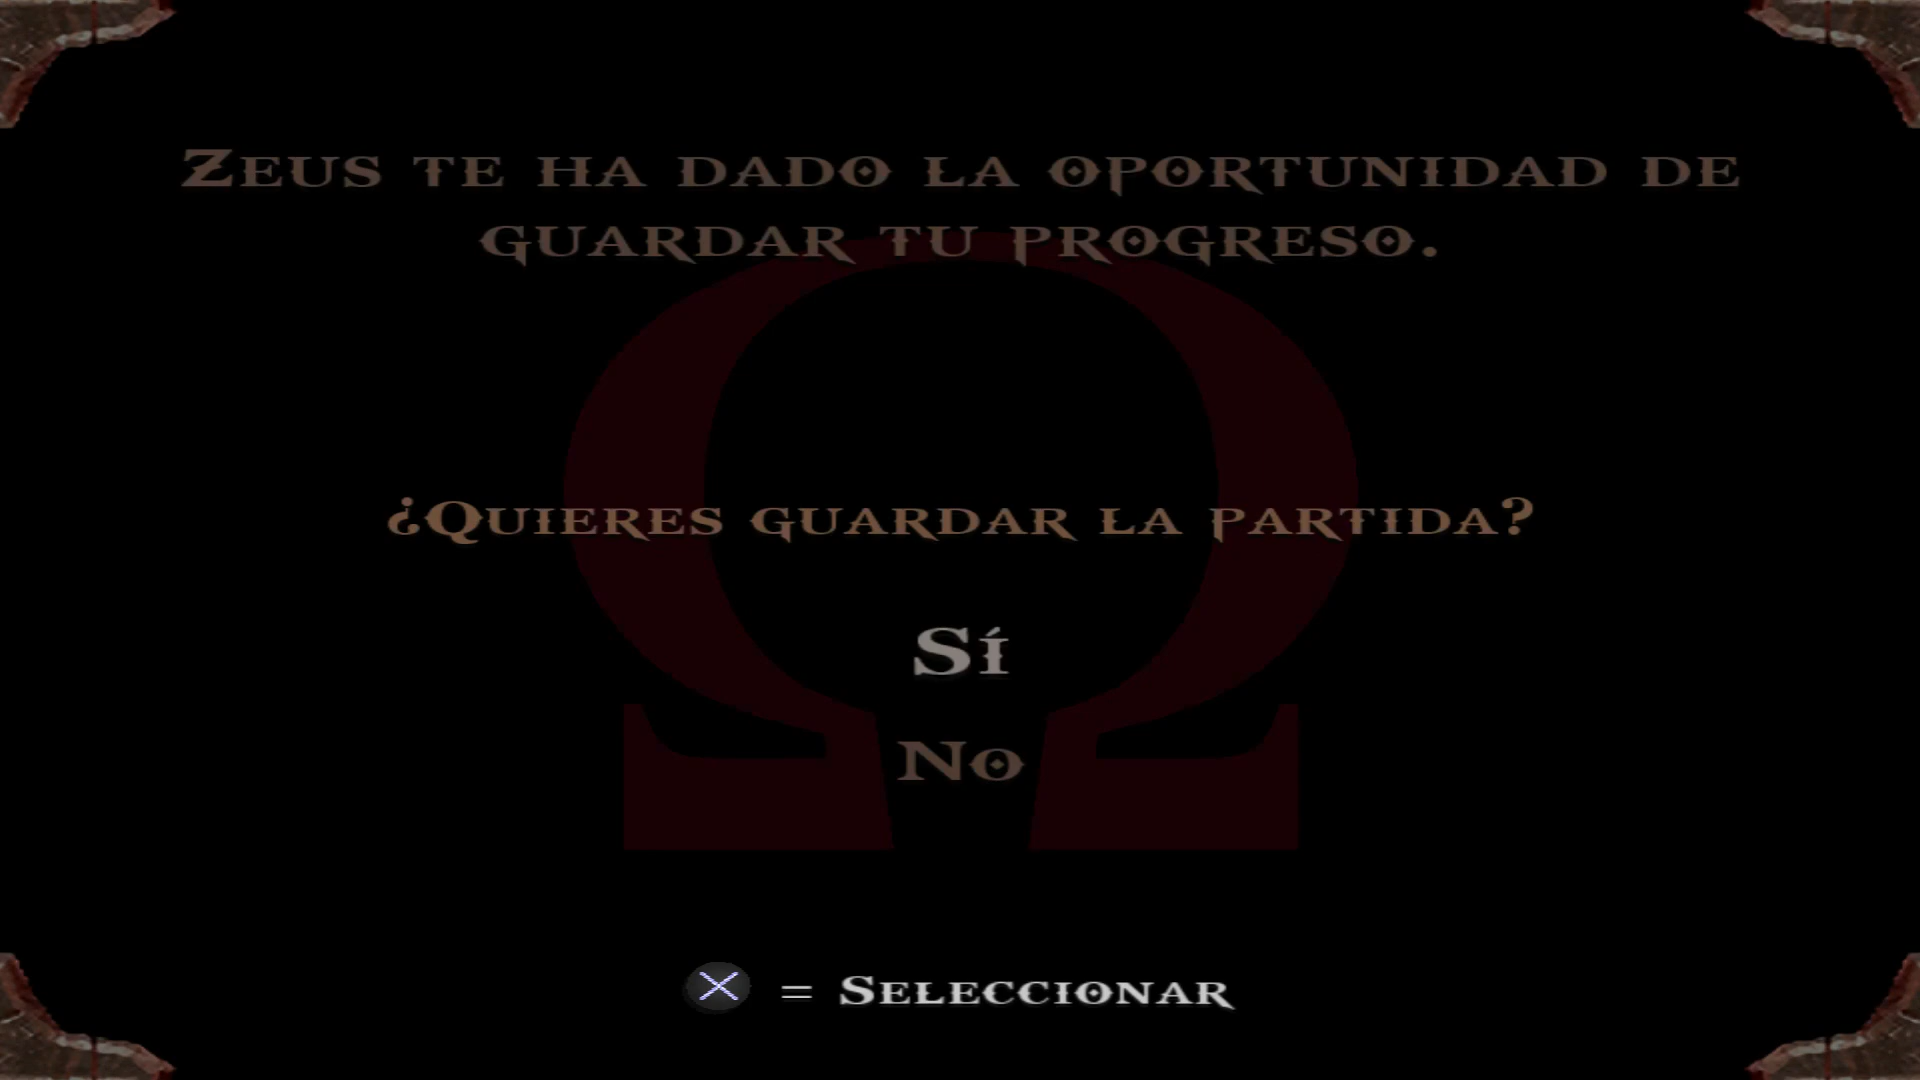 Zeus te ha dado la oportunidad de
guardar tu progreso.
¿Quieres guardar la partida?
Sí
No
= Seleccionar